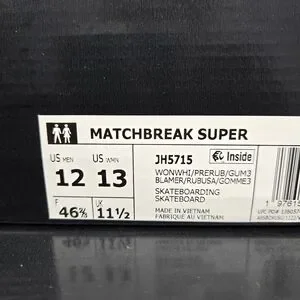 MATCHBREAK SUPER
US MEN US WMN
12 13
F UK
46⅔ 11½
JH5715
Inside
WONWHI/PRERUB/GUM3
BLAMER/RUBUSA/GOMME3
SKATEBOARDING
SKATEBOARD
MADE IN VIETNAM
FABRIQUÉ AU VIETNAM